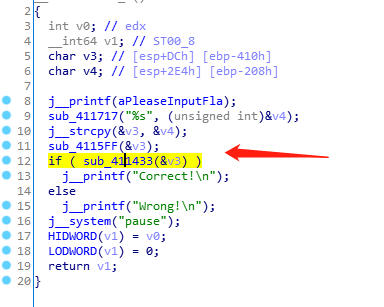 2 {
3 int v0; // edx
4 __int64 v1; // ST00_8
5 char v3; // [esp+DCh] [ebp-410h]
6 char v4; // [esp+2E4h] [ebp-208h]
7
8 j__printf(aPleaseInputFla);
9 sub_411717("%s", (unsigned int)&v4);
10 j__strcpy(&v3, &v4);
11 sub_4115FF(&v3);
12 if ( sub_411433(&v3) )
13 j__printf("Correct!\n");
14 else
15 j__printf("Wrong!\n");
16 j__system("pause");
17 HIDWORD(v1) = v0;
18 LODWORD(v1) = 0;
19 return v1;
20 }